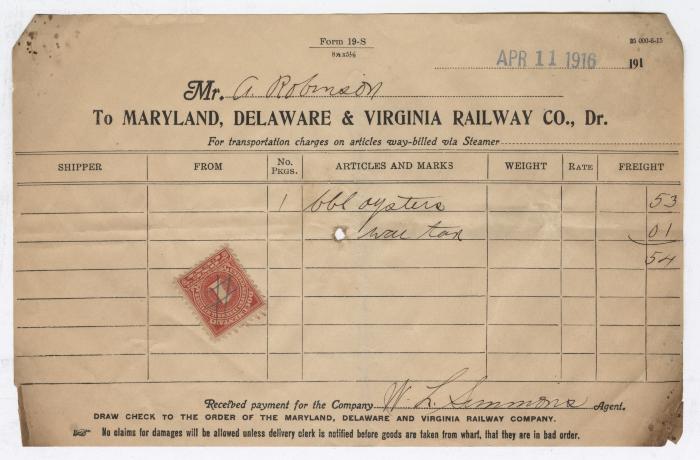 Form 19-S
8½x5½
25 000-6-15
APR 11 1916 191
Mr. A. Robinson
To MARYLAND, DELAWARE & VIRGINIA RAILWAY CO., Dr.
For transportation charges on articles way-billed via Steamer
SHIPPER FROM No. PKGS. ARTICLES AND MARKS WEIGHT RATE FREIGHT
1 bbl oysters 53
war tax 01
54
Received payment for the Company W. L. Simmons Agent.
DRAW CHECK TO THE ORDER OF THE MARYLAND, DELAWARE AND VIRGINIA RAILWAY COMPANY.
No claims for damages will be allowed unless delivery clerk is notified before goods are taken from wharf, that they are in bad order.